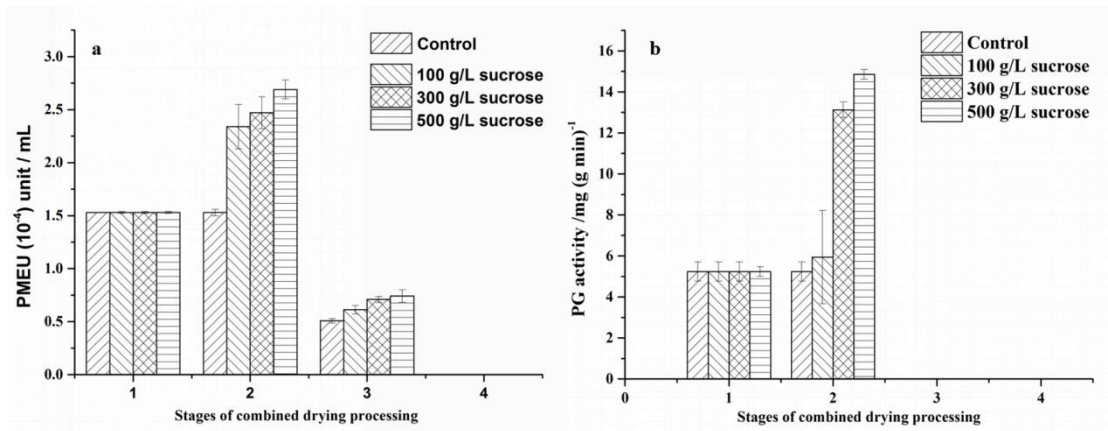 a
Control
100 g/L sucrose
300 g/L sucrose
500 g/L sucrose
PMEU (10⁻⁴) unit / mL
3.0
2.5
2.0
1.5
1.0
0.5
0.0
1 2 3 4
Stages of combined drying processing
b
Control
100 g/L sucrose
300 g/L sucrose
500 g/L sucrose
PG activity /mg (g min)⁻¹
16
14
12
10
8
6
4
2
0
0 1 2 3 4
Stages of combined drying processing